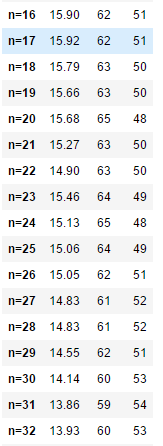 n=16 15.90 62 51
n=17 15.92 62 51
n=18 15.79 63 50
n=19 15.66 63 50
n=20 15.68 65 48
n=21 15.27 63 50
n=22 14.90 63 50
n=23 15.46 64 49
n=24 15.13 65 48
n=25 15.06 64 49
n=26 15.05 62 51
n=27 14.83 61 52
n=28 14.83 61 52
n=29 14.55 62 51
n=30 14.14 60 53
n=31 13.86 59 54
n=32 13.93 60 53